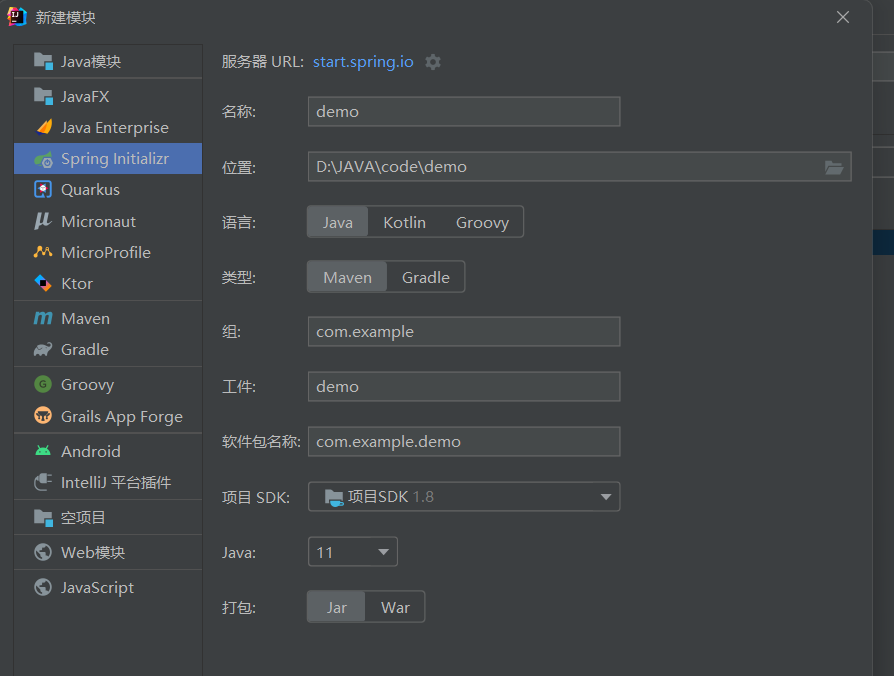 新建模块
Java模块
JavaFX
Java Enterprise
Spring Initializr
Quarkus
Micronaut
MicroProfile
Ktor
Maven
Gradle
Groovy
Grails App Forge
Android
IntelliJ 平台插件
空项目
Web模块
JavaScript
服务器 URL: start.spring.io
名称: demo
位置: D:\JAVA\code\demo
语言: Java Kotlin Groovy
类型: Maven Gradle
组: com.example
工件: demo
软件包名称: com.example.demo
项目 SDK: 项目SDK 1.8
Java: 11
打包: Jar War